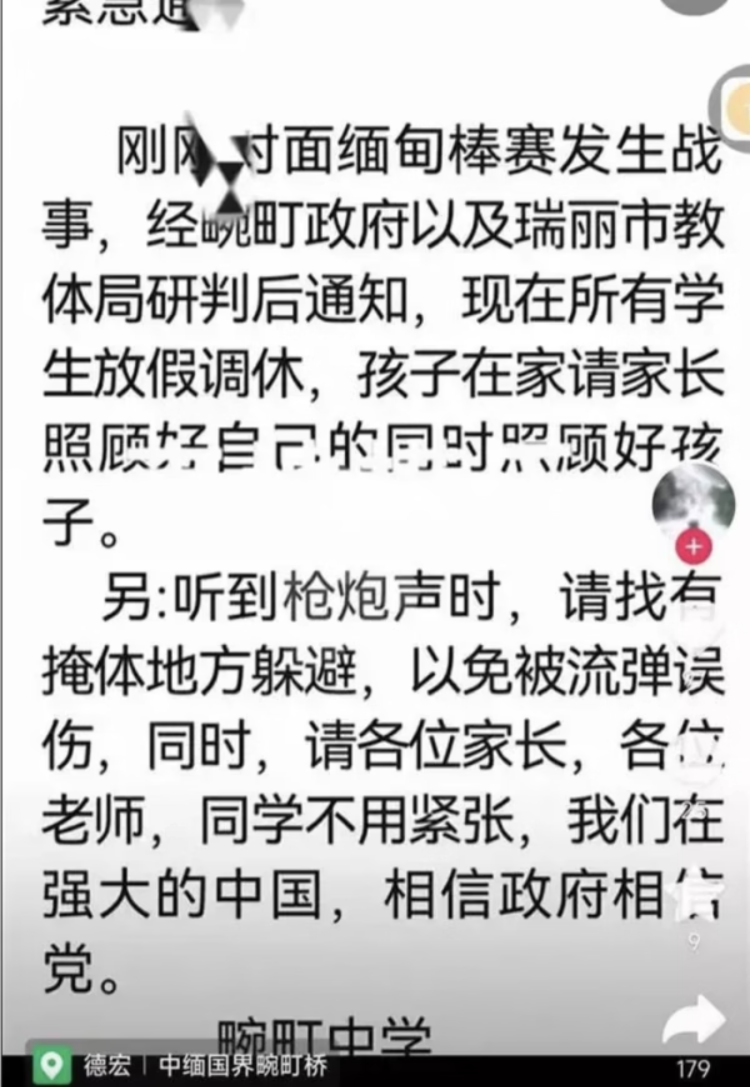 紧急通
刚刚对面缅甸棒赛发生战
事，经畹町政府以及瑞丽市教
体局研判后通知，现在所有学
生放假调休，孩子在家请家长
照顾好自己的同时照顾好孩
子。
另:听到枪炮声时，请找有
掩体地方躲避，以免被流弹误
伤，同时，请各位家长，各位
老师，同学不用紧张，我们在
强大的中国，相信政府相信
党。
畹町中学
9
179
德宏 | 中缅国界畹町桥